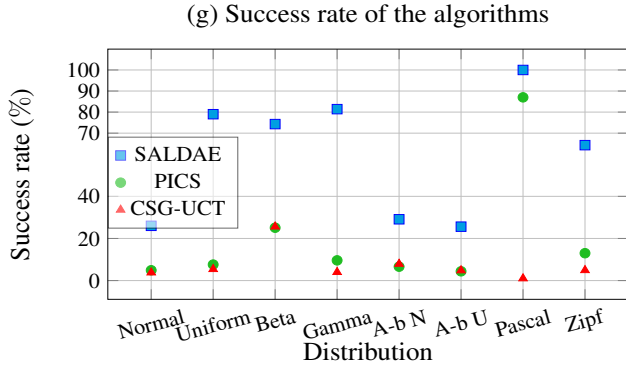 (g) Success rate of the algorithms
Success rate (%)
100
90
80
70
40
20
0
SALDAE
PICS
CSG-UCT
Normal Uniform Beta Gamma A-b N A-b U Pascal Zipf
Distribution